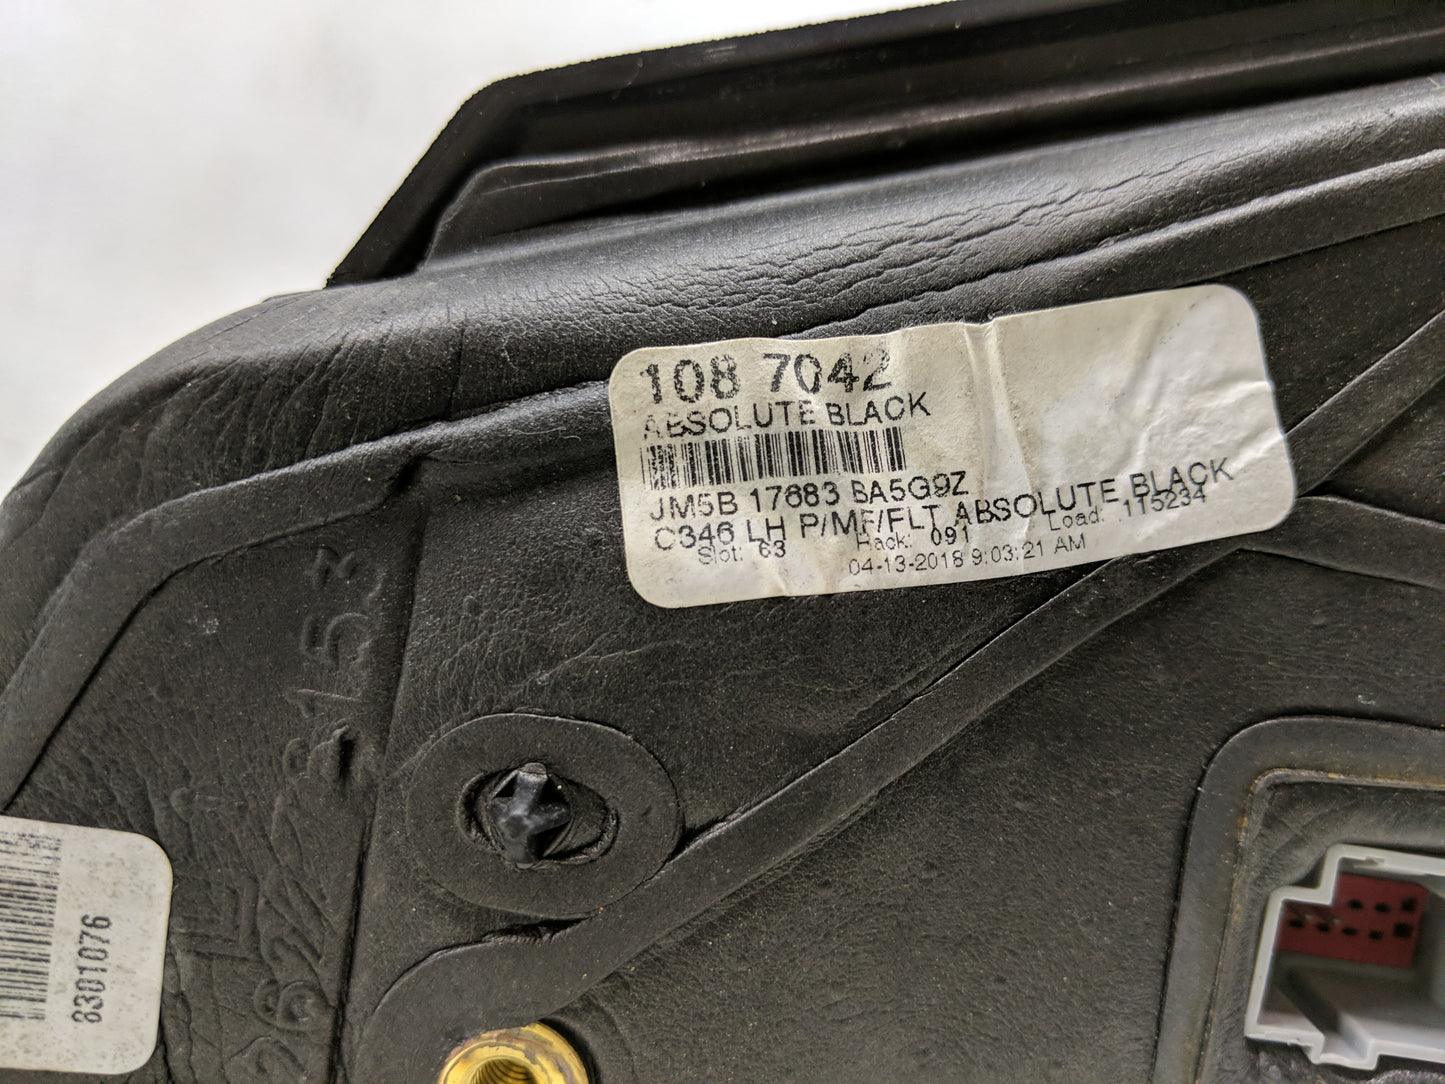 108 7042
ABSOLUTE BLACK
JM5B 17683 BA5G9Z
C346 LH P/MF/FLT ABSOLUTE BLACK
Slot: 63 Rack: 091 Load: 115234
04-13-2018 9:03:21 AM
8301076